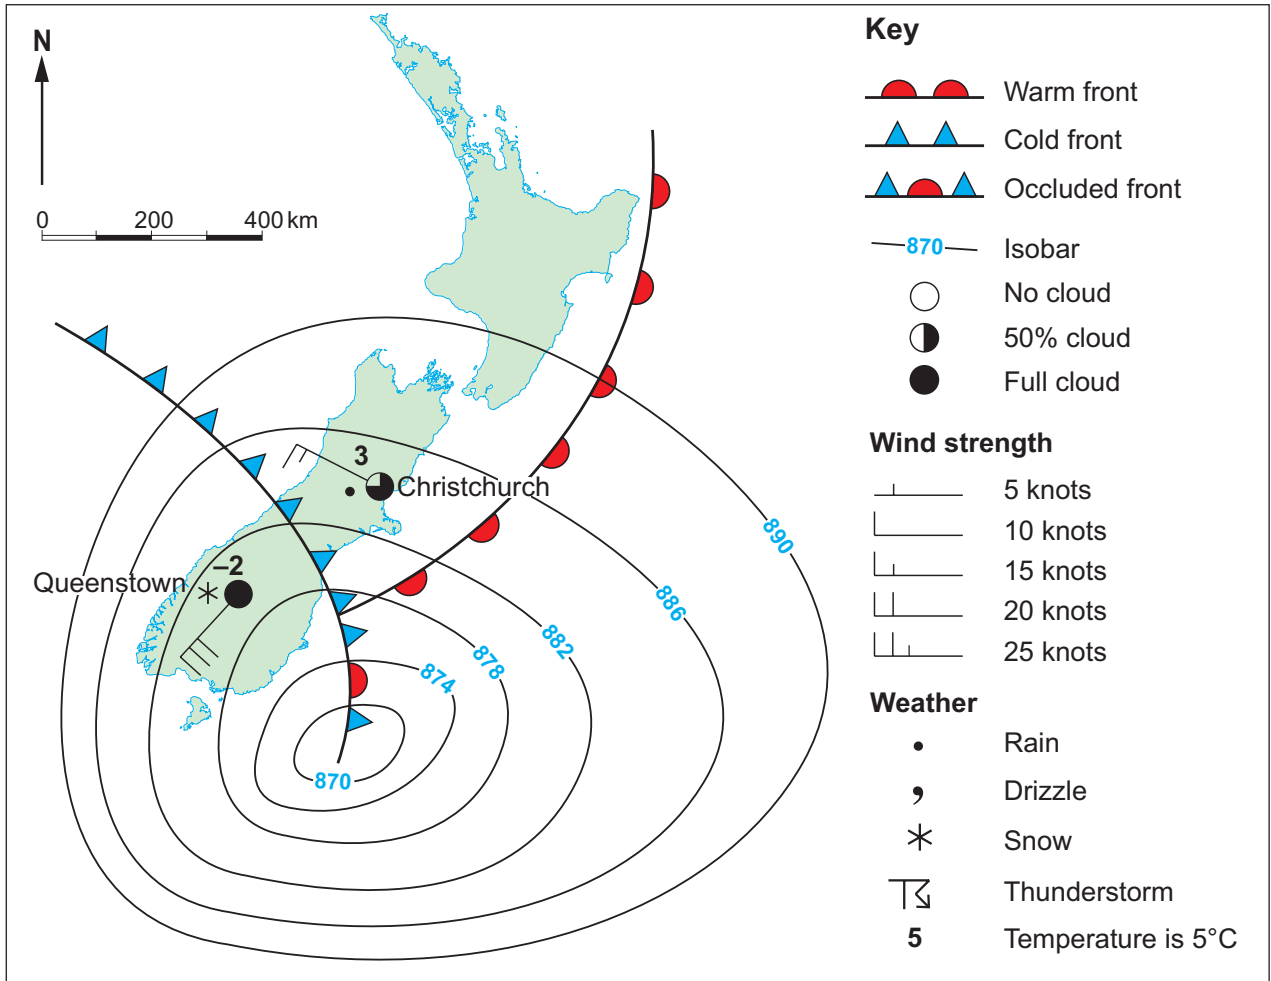 N
0 200 400 km
3
Christchurch
–2
Queenstown
890
886
882
878
874
870
Key
Warm front
Cold front
Occluded front
870 Isobar
No cloud
50% cloud
Full cloud
Wind strength
5 knots
10 knots
15 knots
20 knots
25 knots
Weather
Rain
Drizzle
Snow
Thunderstorm
5 Temperature is 5°C